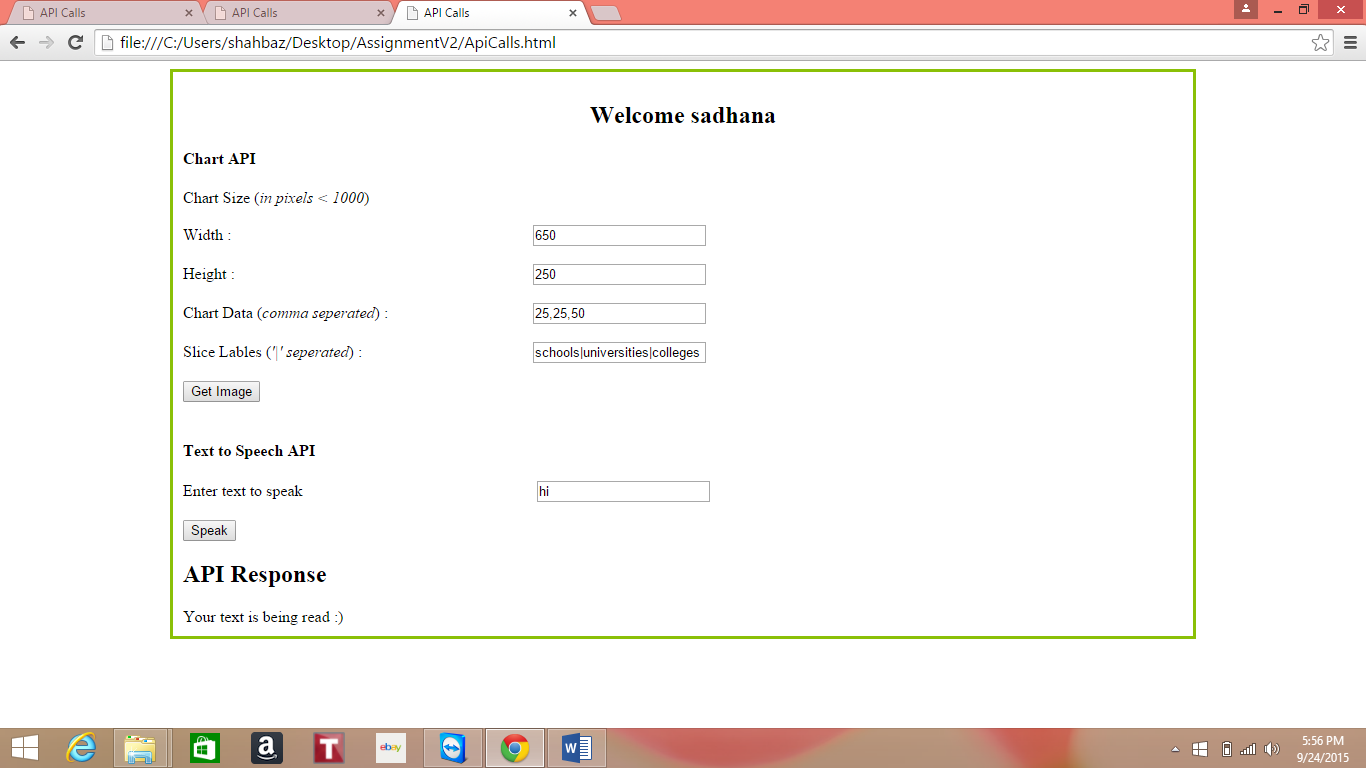 API Calls API Calls API Calls
file:///C:/Users/shahbaz/Desktop/AssignmentV2/ApiCalls.html
Welcome sadhana
Chart API
Chart Size (in pixels < 1000)
Width : 650
Height : 250
Chart Data (comma seperated) : 25,25,50
Slice Lables ('|' seperated) : schools|universities|colleges
Get Image
Text to Speech API
Enter text to speak hi
Speak
API Response
Your text is being read :)
a T ebay W
5:56 PM
9/24/2015